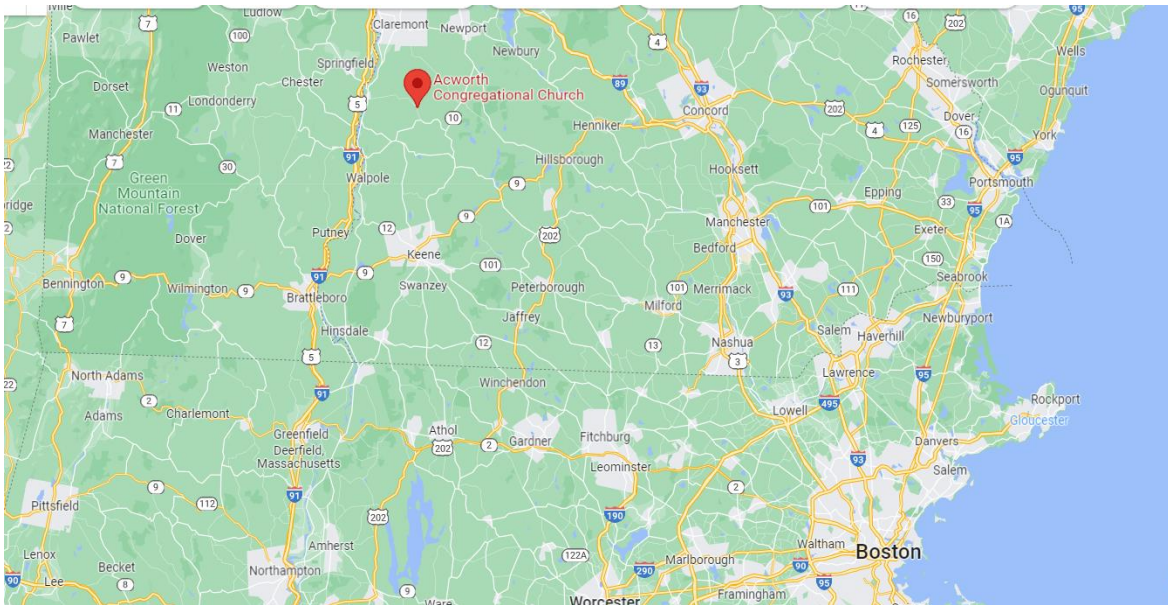 Ludlow
Claremont
Newport
7
16
202
95
Pawlet
100
Newbury
4
Wells
Weston
Springfield
Rochester
Dorset
Chester
Acworth
Congregational Church
89
93
Somersworth
Ogunquit
Londonderry
11
5
10
Concord
202
Manchester
Henniker
4
125
Dover
16
York
7
30
91
Hillsborough
Hooksett
95
Green
Mountain
National Forest
Walpole
9
Portsmouth
Epping
33
Dover
Putney
12
9
202
Manchester
101
95
1A
Bedford
Exeter
Keene
101
150
Bennington
9
Wilmington
9
91
9
Brattleboro
Swanzey
Peterborough
101
Merrimack
93
111
Seabrook
Milford
7
Hinsdale
Jaffrey
Salem
Newburyport
5
12
13
Nashua
3
Haverhill
22
North Adams
91
Winchendon
Lawrence
95
Adams
2
Charlemont
495
Rockport
Gloucester
Lowell
Greenfield
Athol
202
2
Gardner
Fitchburg
Danvers
Deerfield,
Massachusetts
Leominster
93
Salem
Pittsfield
9
112
91
2
202
190
Lenox
Amherst
122A
Waltham
Boston
90
Lee
Becket
8
Northampton
9
290
Marlborough
90
95
Ware
Worcester
Framingham